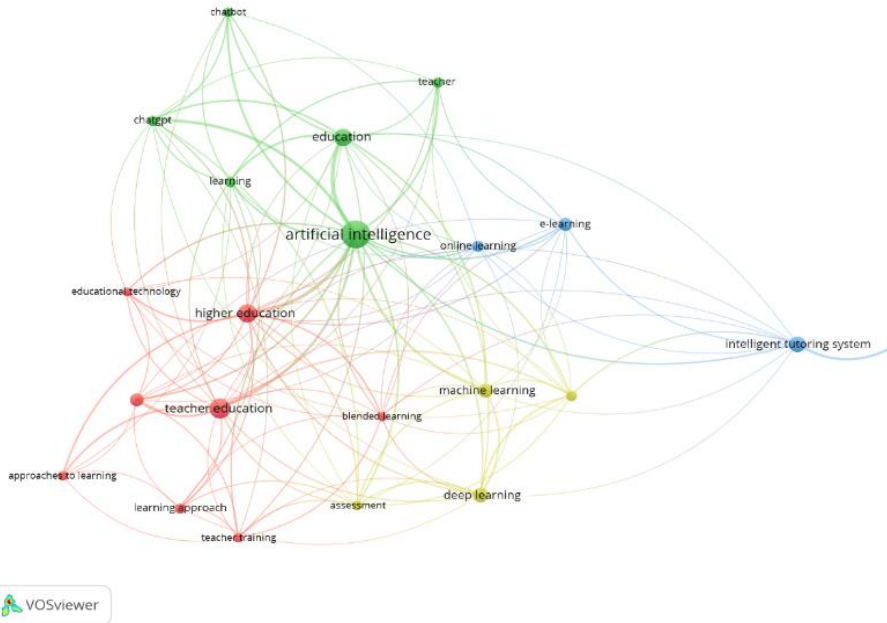 chatbot
teacher
chatgpt
education
learning
artificial intelligence
e-learning
online learning
educational technology
higher education
intelligent tutoring system
machine learning
teacher education
blended learning
approaches to learning
deep learning
learning approach
assessment
teacher training
VOSviewer